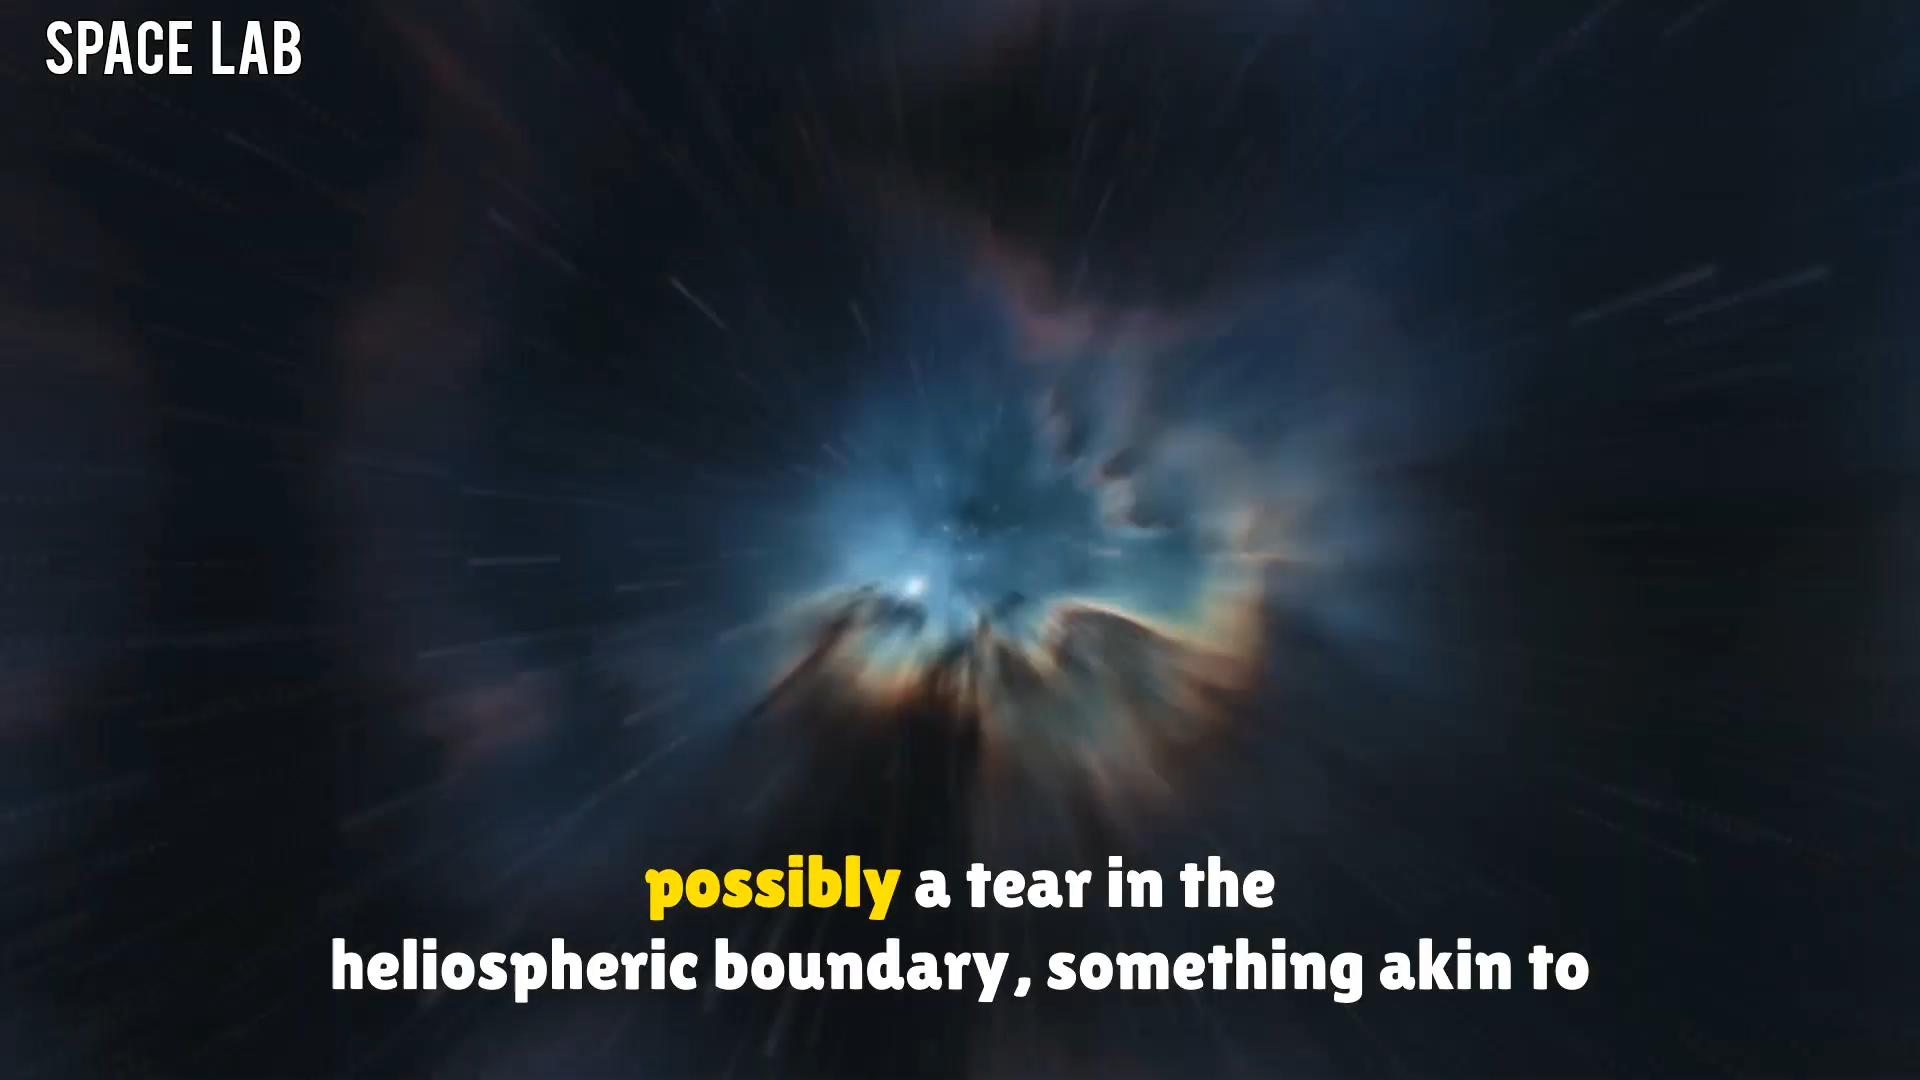 SPACE LAB
possibly a tear in the
heliospheric boundary, something akin to